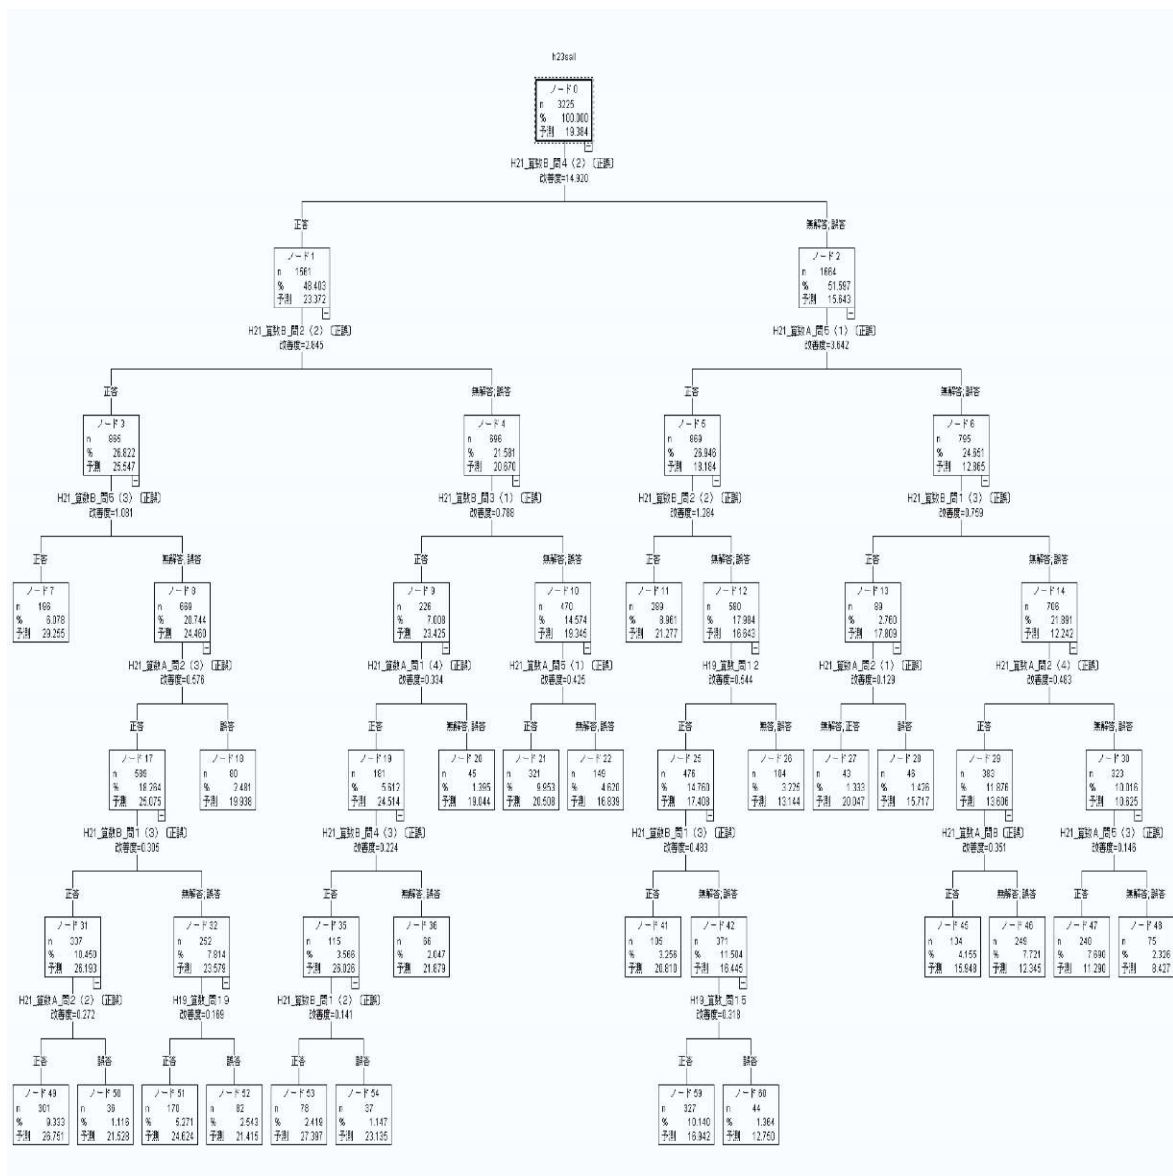 h23sall
ノード 0
n 3225
% 100.000
予測 19.384
H21_算数B_問4（2）〔正誤〕
改善度=14.920
正答
無解答;誤答
ノード 1
n 1561
% 48.403
予測 23.372
H21_算数B_問2（2）〔正誤〕
改善度=2.845
ノード 2
n 1664
% 51.597
予測 15.643
H21_算数A_問5（1）〔正誤〕
改善度=3.642
正答
無解答;誤答
正答
無解答;誤答
ノード 3
n 865
% 26.822
予測 25.547
H21_算数B_問5（3）〔正誤〕
改善度=1.081
ノード 4
n 696
% 21.581
予測 20.670
H21_算数B_問3（1）〔正誤〕
改善度=0.788
ノード 5
n 869
% 26.946
予測 18.184
H21_算数B_問2（2）〔正誤〕
改善度=1.284
ノード 6
n 795
% 24.651
予測 12.865
H21_算数B_問1（3）〔正誤〕
改善度=0.759
正答
無解答;誤答
正答
無解答;誤答
正答
無解答;誤答
正答
無解答;誤答
ノード 7
n 196
% 6.078
予測 29.255
ノード 8
n 669
% 20.744
予測 24.460
H21_算数A_問2（3）〔正誤〕
改善度=0.576
ノード 9
n 226
% 7.008
予測 23.425
H21_算数A_問1（4）〔正誤〕
改善度=0.334
ノード 10
n 470
% 14.574
予測 19.345
H21_算数A_問5（1）〔正誤〕
改善度=0.425
ノード 11
n 289
% 8.961
予測 21.277
ノード 12
n 580
% 17.984
予測 16.643
H19_算数_問12
改善度=0.544
ノード 13
n 89
% 2.760
予測 17.809
H21_算数A_問2（1）〔正誤〕
改善度=0.129
ノード 14
n 706
% 21.891
予測 12.242
H21_算数A_問2（4）〔正誤〕
改善度=0.483
正答
誤答
正答
無解答;誤答
正答
無解答;誤答
正答
無答;誤答
無解答;正答
誤答
正答
無解答;誤答
ノード 17
n 589
% 18.264
予測 25.075
H21_算数B_問1（3）〔正誤〕
改善度=0.305
ノード 18
n 80
% 2.481
予測 19.938
ノード 19
n 181
% 5.612
予測 24.514
H21_算数B_問4（3）〔正誤〕
改善度=0.224
ノード 20
n 45
% 1.395
予測 19.044
ノード 21
n 321
% 9.953
予測 20.508
ノード 22
n 149
% 4.620
予測 16.839
ノード 25
n 476
% 14.760
予測 17.408
H21_算数B_問1（3）〔正誤〕
改善度=0.483
ノード 26
n 104
% 3.225
予測 13.144
ノード 27
n 43
% 1.333
予測 20.047
ノード 28
n 46
% 1.426
予測 15.717
ノード 29
n 383
% 11.876
予測 13.606
H21_算数A_問8〔正誤〕
改善度=0.351
ノード 30
n 323
% 10.016
予測 10.625
H21_算数A_問5（3）〔正誤〕
改善度=0.146
正答
無解答;誤答
正答
無解答;誤答
正答
無解答;誤答
正答
無解答;誤答
正答
無解答;誤答
ノード 31
n 337
% 10.450
予測 26.193
H21_算数A_問2（2）〔正誤〕
改善度=0.272
ノード 32
n 252
% 7.814
予測 23.579
H19_算数_問19
改善度=0.169
ノード 35
n 115
% 3.566
予測 26.026
H21_算数B_問1（2）〔正誤〕
改善度=0.141
ノード 36
n 66
% 2.047
予測 21.879
ノード 41
n 105
% 3.256
予測 20.810
ノード 42
n 371
% 11.504
予測 16.445
H19_算数_問15
改善度=0.318
ノード 45
n 134
% 4.155
予測 15.948
ノード 46
n 249
% 7.721
予測 12.345
ノード 47
n 248
% 7.690
予測 11.290
ノード 48
n 75
% 2.326
予測 8.427
正答
誤答
正答
誤答
正答
誤答
正答
誤答
ノード 49
n 301
% 9.333
予測 26.751
ノード 50
n 36
% 1.116
予測 21.528
ノード 51
n 170
% 5.271
予測 24.624
ノード 52
n 82
% 2.543
予測 21.415
ノード 53
n 78
% 2.419
予測 27.397
ノード 54
n 37
% 1.147
予測 23.135
ノード 59
n 327
% 10.140
予測 16.942
ノード 60
n 44
% 1.364
予測 12.750